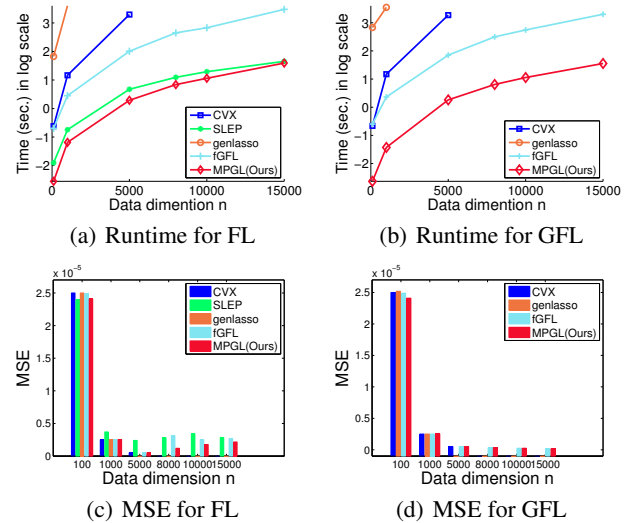 Time (sec.) in log scale
3
2
1
0
−1
−2
0
5000
10000
15000
Data dimention n
CVX
SLEP
genlasso
fGFL
MPGL(Ours)
(a) Runtime for FL
Time (sec.) in log scale
3
2
1
0
−1
−2
0
5000
10000
15000
Data dimention n
CVX
genlasso
fGFL
MPGL(Ours)
(b) Runtime for GFL
x 10⁻⁵
MSE
2.5
2
1.5
1
0.5
0
100 1000 5000 8000 10000 15000
Data dimension n
CVX
SLEP
genlasso
fGFL
MPGL(Ours)
(c) MSE for FL
x 10⁻⁵
MSE
2.5
2
1.5
1
0.5
0
100 1000 5000 8000 10000 15000
Data dimension n
CVX
genlasso
fGFL
MPGL(Ours)
(d) MSE for GFL